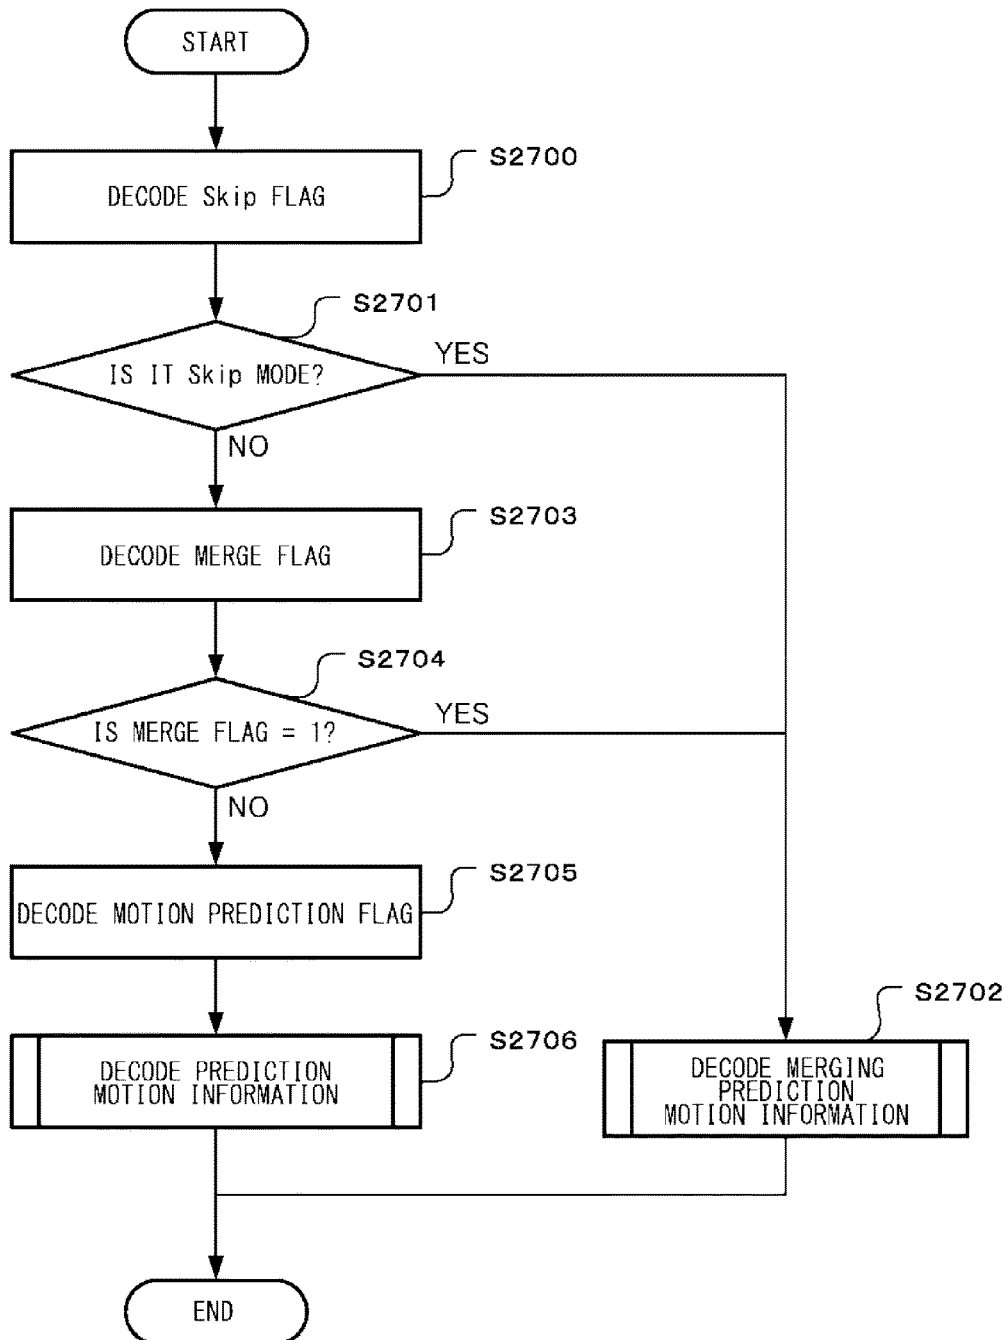 START
S2700
DECODE Skip FLAG
S2701
IS IT Skip MODE?
YES
NO
S2703
DECODE MERGE FLAG
S2704
IS MERGE FLAG = 1?
YES
NO
S2705
DECODE MOTION PREDICTION FLAG
S2706
DECODE PREDICTION
MOTION INFORMATION
S2702
DECODE MERGING
PREDICTION
MOTION INFORMATION
END